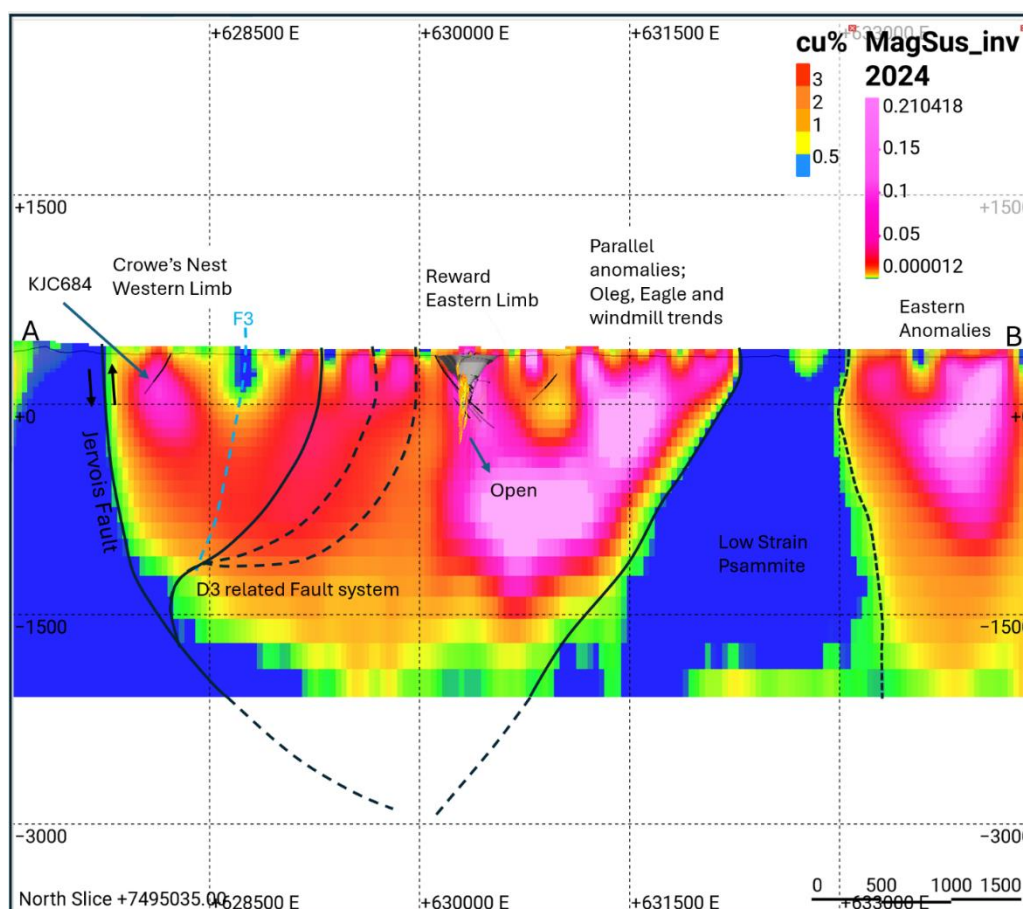 +628500 E
+630000 E
+631500 E
+633000 E
cu%
3
2
1
0.5
MagSus_inv
2024
0.210418
0.15
0.1
0.05
0.000012
+1500
+1500
KJC684
Crowe's Nest
Western Limb
F3
Reward
Eastern Limb
Parallel
anomalies;
Oleg, Eagle and
windmill trends
Eastern
Anomalies
A
B
+0
+0
Jervois Fault
Open
Low Strain
Psammite
D3 related Fault system
−1500
−1500
−3000
−3000
North Slice +7495035.00
+628500 E
+630000 E
+631500 E
+633000 E
0 500 1000 1500